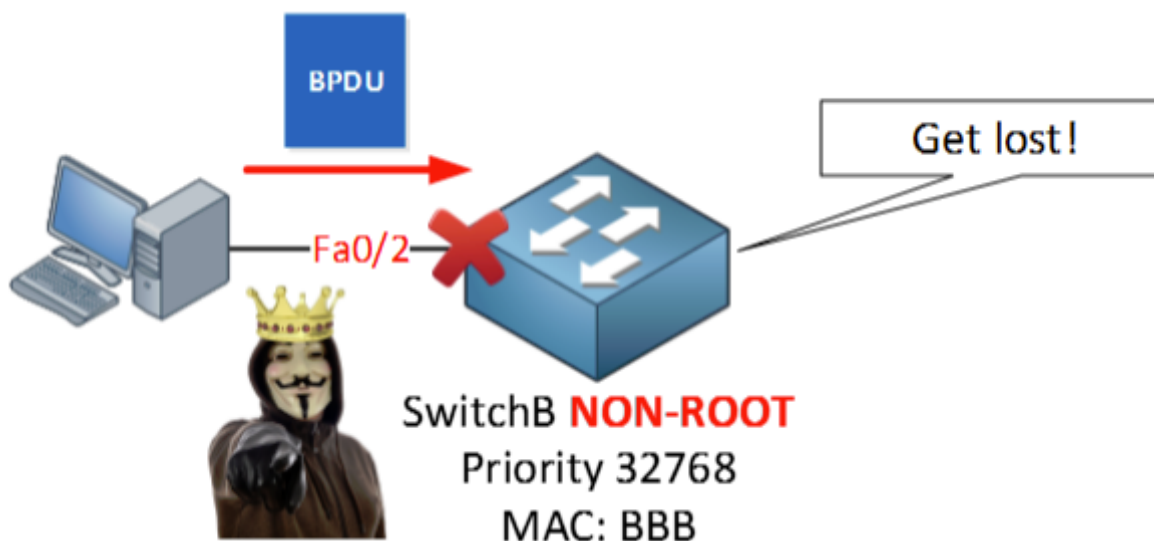 BPDU
Get lost!
Fa0/2
SwitchB NON-ROOT
Priority 32768
MAC: BBB